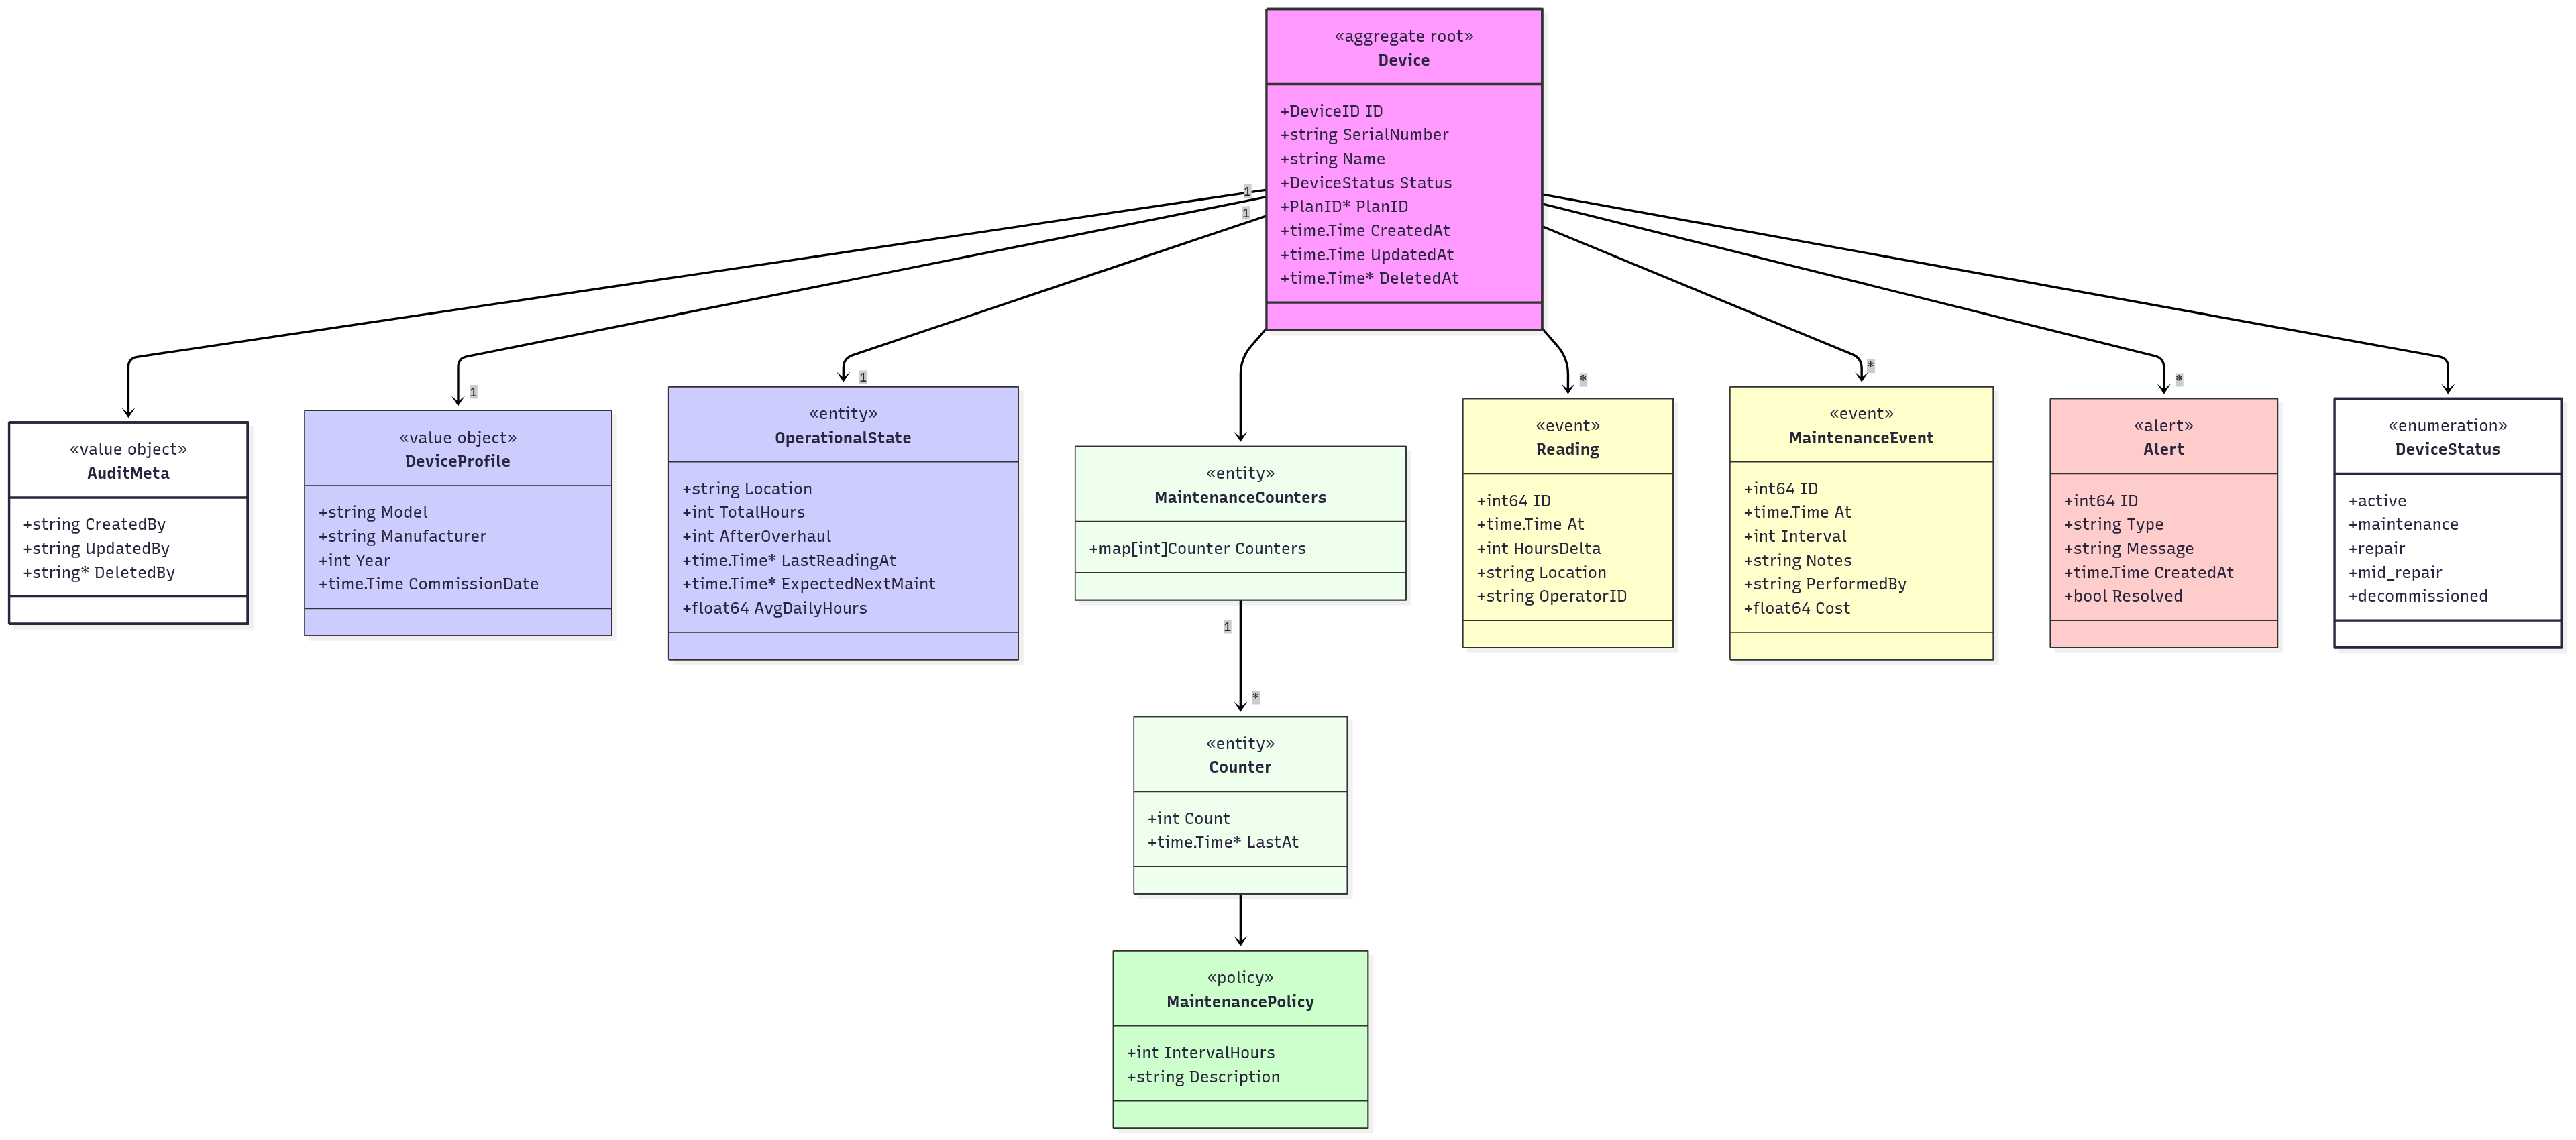 «aggregate root»
Device
+DeviceID ID
+string SerialNumber
+string Name
+DeviceStatus Status
+PlanID* PlanID
+time.Time CreatedAt
+time.Time UpdatedAt
+time.Time* DeletedAt
1
1
1
1
*
*
*
«value object»
AuditMeta
+string CreatedBy
+string UpdatedBy
+string* DeletedBy
«value object»
DeviceProfile
+string Model
+string Manufacturer
+int Year
+time.Time CommissionDate
«entity»
OperationalState
+string Location
+int TotalHours
+int AfterOverhaul
+time.Time* LastReadingAt
+time.Time* ExpectedNextMaint
+float64 AvgDailyHours
«entity»
MaintenanceCounters
+map[int]Counter Counters
«event»
Reading
+int64 ID
+time.Time At
+int HoursDelta
+string Location
+string OperatorID
«event»
MaintenanceEvent
+int64 ID
+time.Time At
+int Interval
+string Notes
+string PerformedBy
+float64 Cost
«alert»
Alert
+int64 ID
+string Type
+string Message
+time.Time CreatedAt
+bool Resolved
«enumeration»
DeviceStatus
+active
+maintenance
+repair
+mid_repair
+decommissioned
1
*
«entity»
Counter
+int Count
+time.Time* LastAt
«policy»
MaintenancePolicy
+int IntervalHours
+string Description